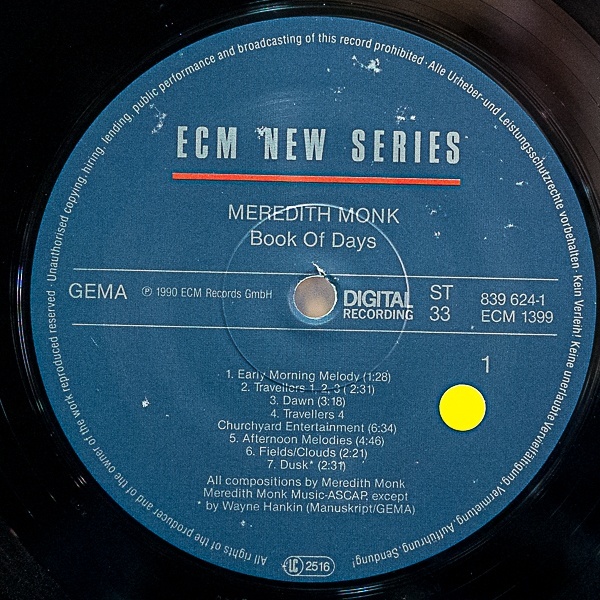 Unauthorised copying, hiring, lending, public performance and broadcasting of this record prohibited · Alle Urheber- und Leistungsschutzrechte vorbehalten · Kein Verleih! Keine unerlaubte Vervielfältigung, Vermietung, Aufführung, Sendung!
ECM NEW SERIES
MEREDITH MONK
Book Of Days
GEMA ℗ 1990 ECM Records GmbH DIGITAL RECORDING ST 33 839 624-1 ECM 1399
1
1. Early Morning Melody (1:28)
2. Travellers 1, 2, 3 (2:31)
3. Dawn (3:18)
4. Travellers 4
Churchyard Entertainment (6:34)
5. Afternoon Melodies (4:46)
6. Fields/Clouds (2:21)
7. Dusk* (2:31)
All compositions by Meredith Monk
Meredith Monk Music-ASCAP, except
* by Wayne Hankin (Manuskript/GEMA)
LC 2516
All rights of the producer and of the owner of the work reproduced reserved ·